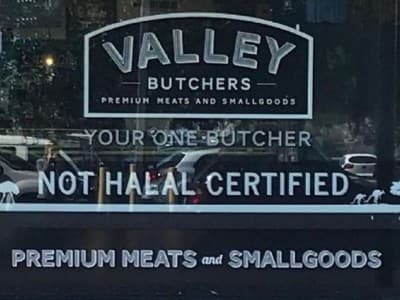 VALLEY
BUTCHERS
PREMIUM MEATS AND SMALLGOODS
YOUR ONE BUTCHER
NOT HALAL CERTIFIED
PREMIUM MEATS and SMALLGOODS